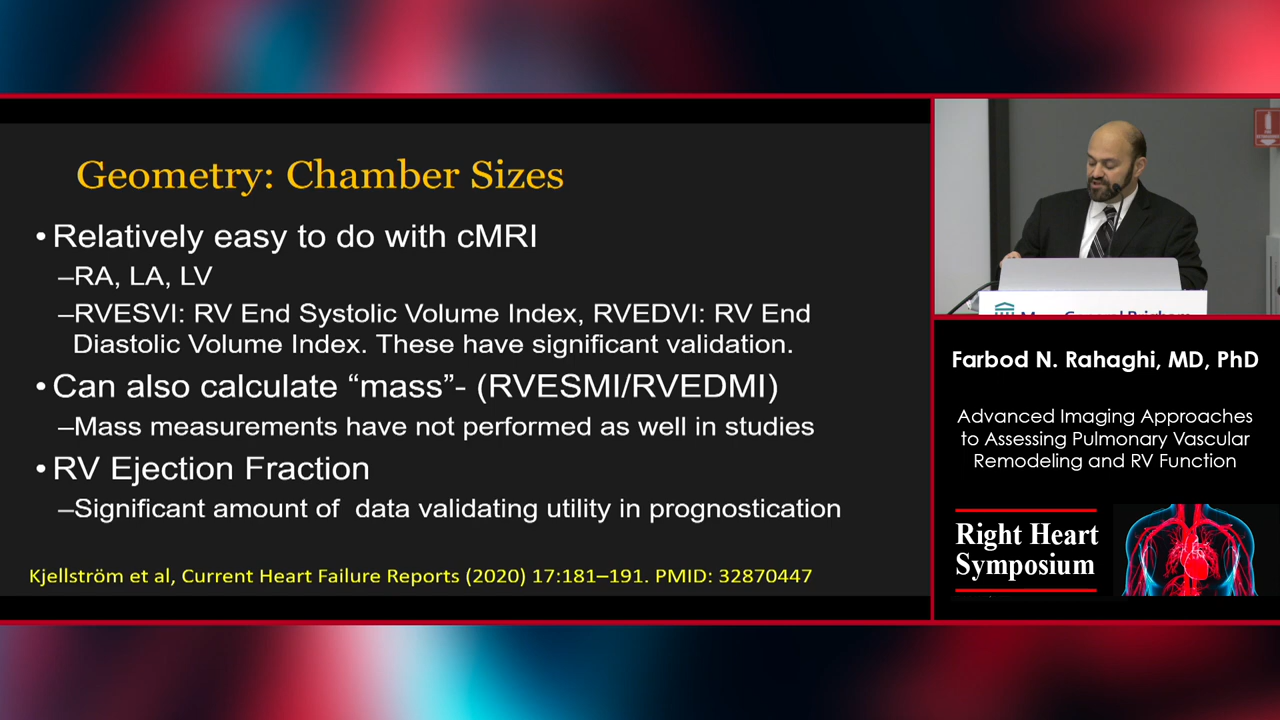 Geometry: Chamber Sizes
• Relatively easy to do with cMRI
–RA, LA, LV
–RVESVI: RV End Systolic Volume Index, RVEDVI: RV End
Diastolic Volume Index. These have significant validation.
• Can also calculate “mass”- (RVESMI/RVEDMI)
–Mass measurements have not performed as well in studies
• RV Ejection Fraction
–Significant amount of  data validating utility in prognostication
Kjellström et al, Current Heart Failure Reports (2020) 17:181–191. PMID: 32870447
Farbod N. Rahaghi, MD, PhD
Advanced Imaging Approaches
to Assessing Pulmonary Vascular
Remodeling and RV Function
Right Heart
Symposium